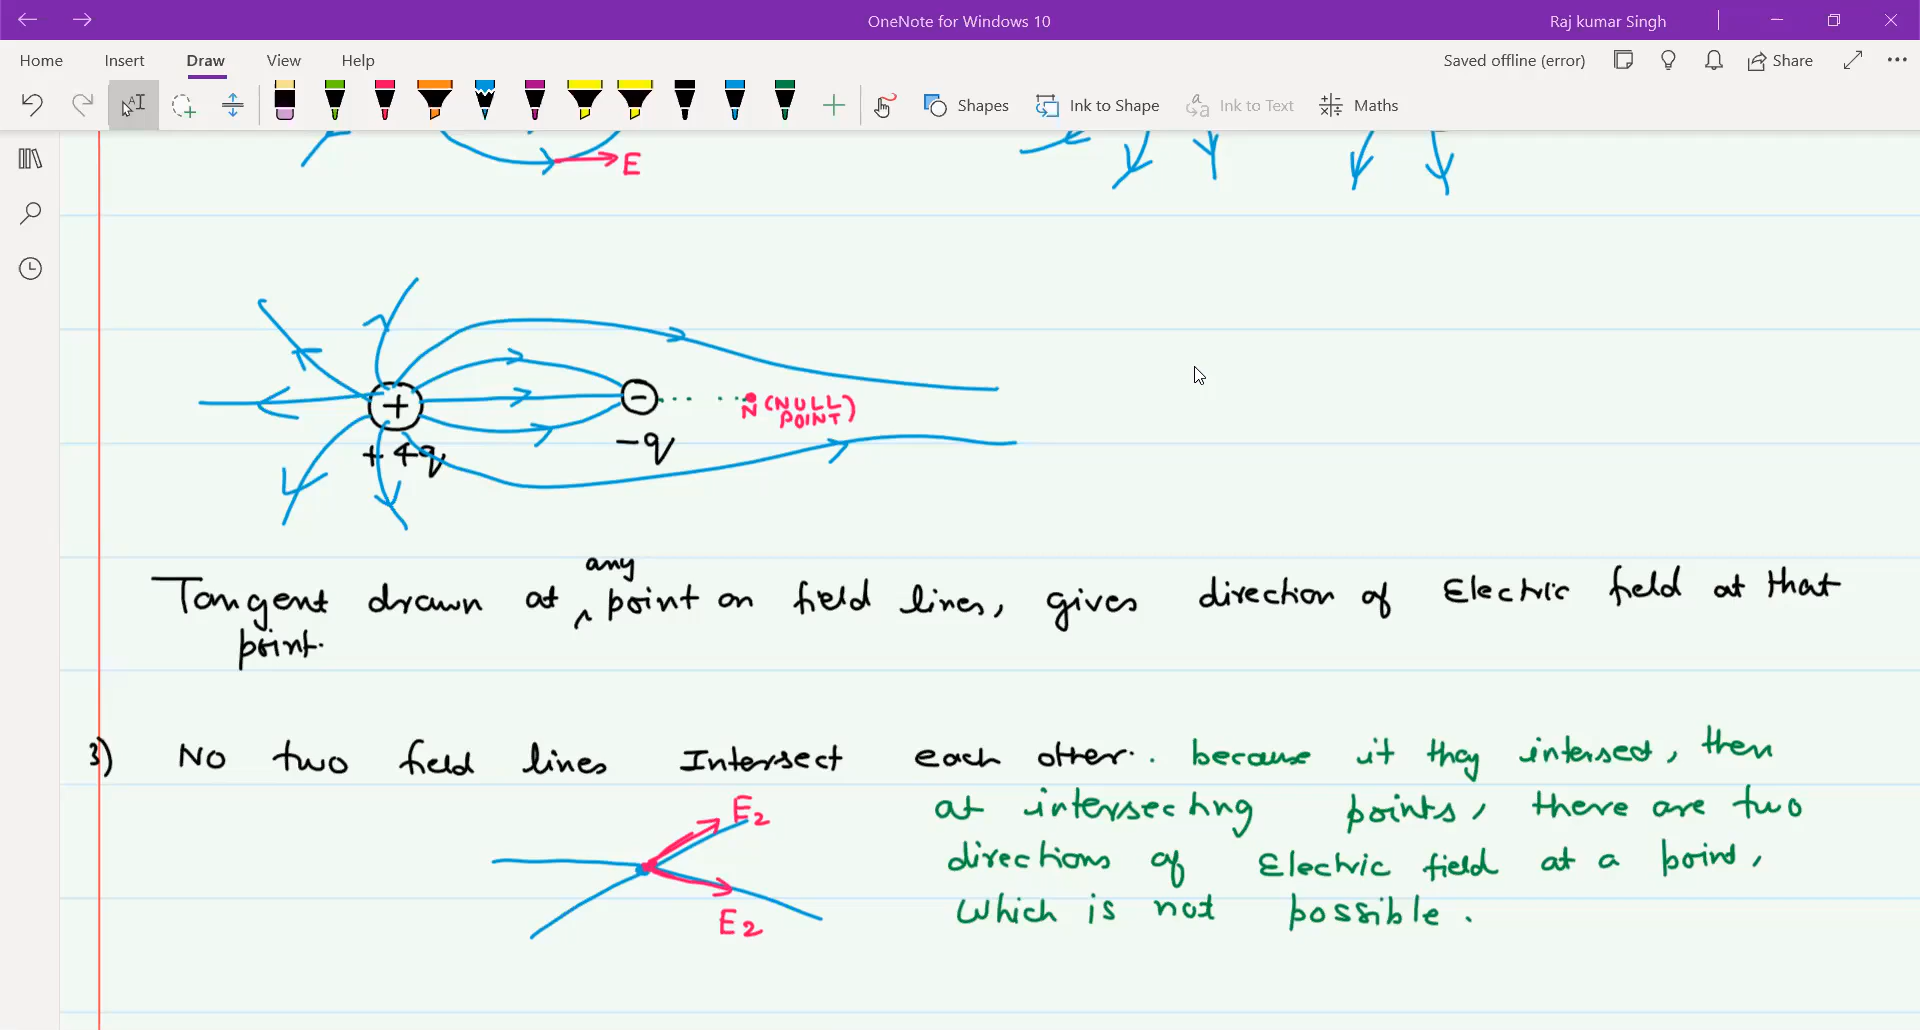 OneNote for Windows 10
Raj kumar Singh
Home Insert Draw View Help
Saved offline (error) Share
Shapes Ink to Shape Ink to Text Maths
E
+
-
N (NULL
POINT)
+4q
-q
any
Tangent drawn at ^ point on field lines, gives direction of Electric field at that
point.
3) No two field lines Intersect each other. because if they intersect, then
E2
at intersecting points, there are two
directions of Electric field at a point,
E2
which is not possible.